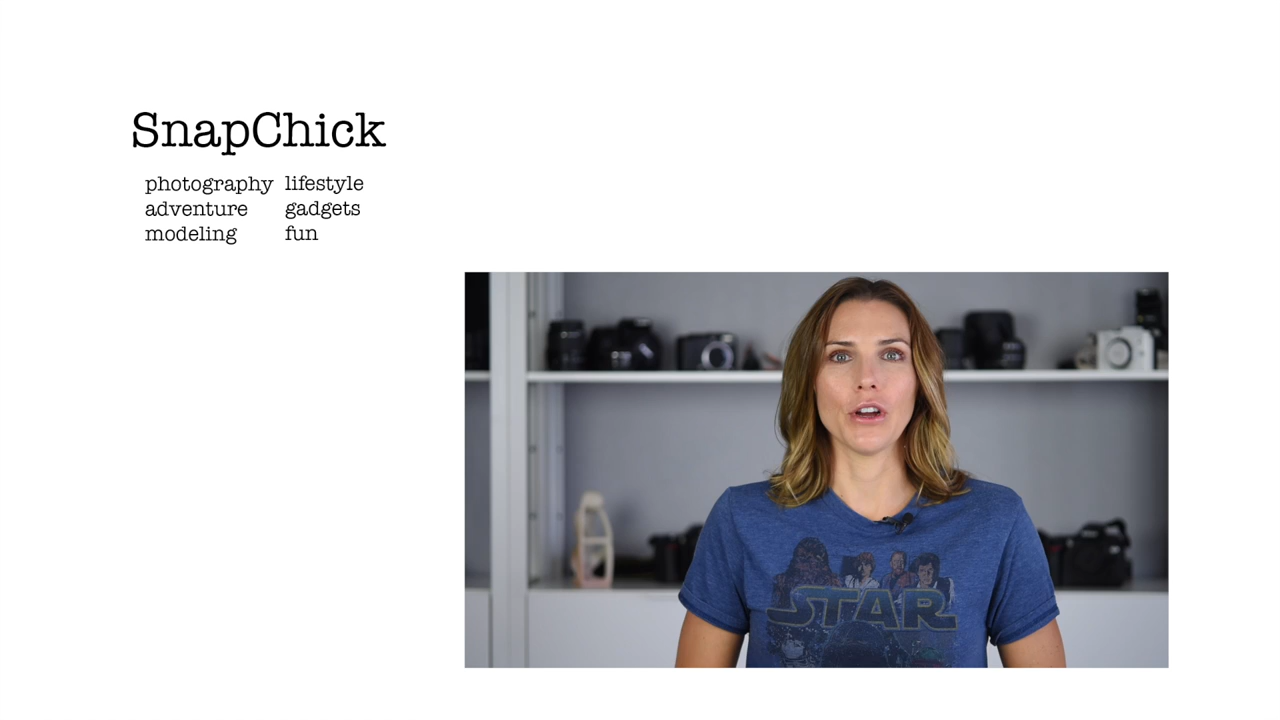 SnapChick
photography lifestyle
adventure gadgets
modeling fun
STAR